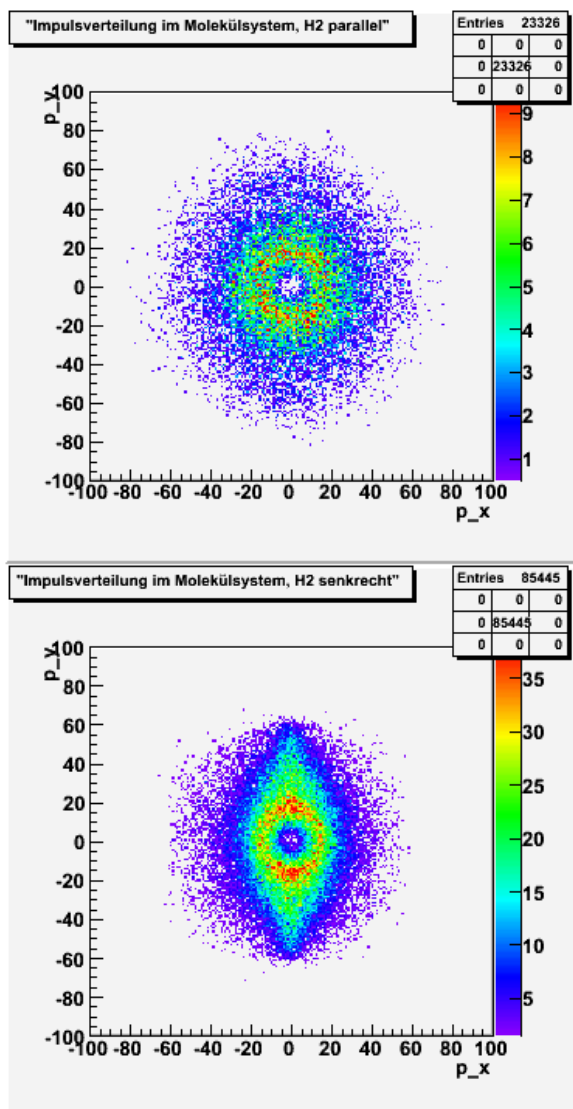 "Impulsverteilung im Molekülsystem, H2 parallel"
Entries 23326
0 0 0
0 23326 0
0 0 0
p_y
100
80
60
40
20
0
-20
-40
-60
-80
-100
-100 -80 -60 -40 -20 0 20 40 60 80 100
p_x
9
8
7
6
5
4
3
2
1
"Impulsverteilung im Molekülsystem, H2 senkrecht"
Entries 85445
0 0 0
0 85445 0
0 0 0
p_y
100
80
60
40
20
0
-20
-40
-60
-80
-100
-100 -80 -60 -40 -20 0 20 40 60 80 100
p_x
35
30
25
20
15
10
5